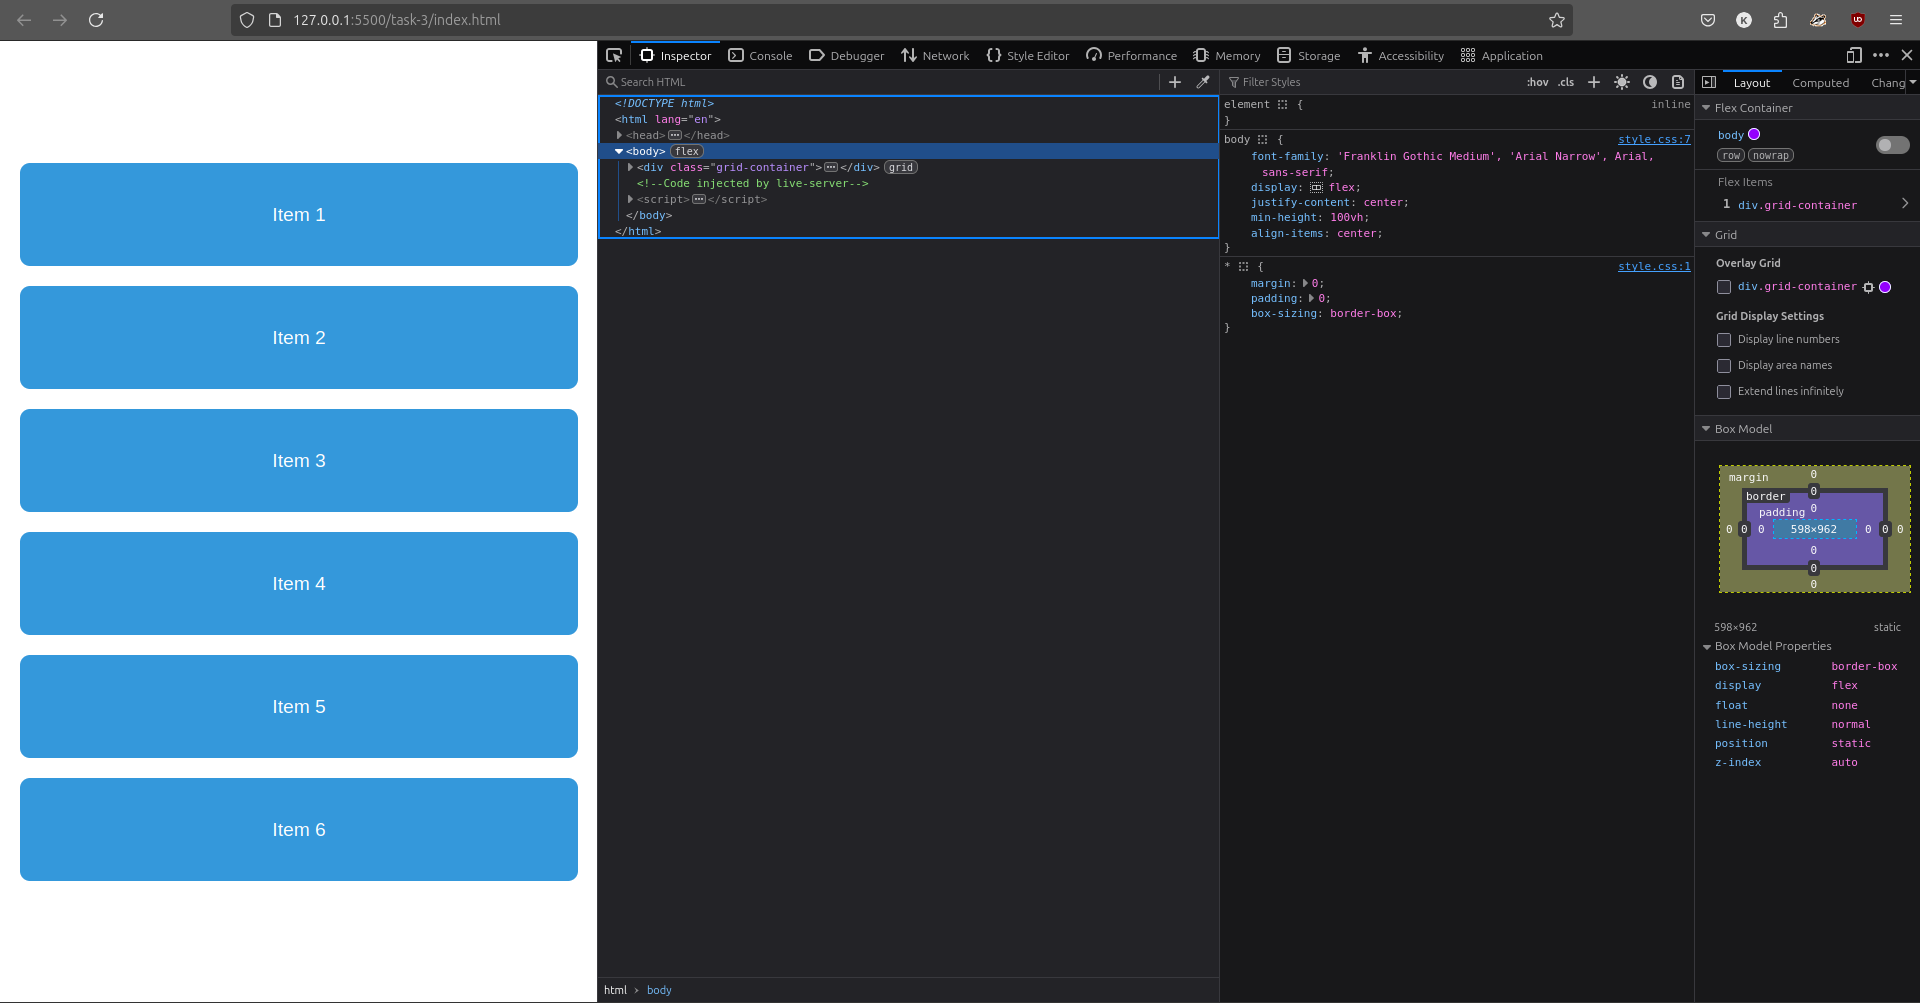 127.0.0.1:5500/task-3/index.html
K
UD
Item 1
Item 2
Item 3
Item 4
Item 5
Item 6
Inspector Console Debugger Network Style Editor Performance Memory Storage Accessibility Application
Search HTML
<!DOCTYPE html>
<html lang="en">
<head></head>
<body> flex
<div class="grid-container"></div> grid
<!--Code injected by live-server-->
<script></script>
</body>
</html>
html › body
Filter Styles :hov .cls
element { inline
}
body { style.css:7
font-family: 'Franklin Gothic Medium', 'Arial Narrow', Arial,
sans-serif;
display: flex;
justify-content: center;
min-height: 100vh;
align-items: center;
}
* { style.css:1
margin: 0;
padding: 0;
box-sizing: border-box;
}
Layout Computed Chang
Flex Container
body
row nowrap
Flex Items
1 div.grid-container
Grid
Overlay Grid
div.grid-container
Grid Display Settings
Display line numbers
Display area names
Extend lines infinitely
Box Model
margin 0
border 0
padding 0
0 0 0 598×962 0 0 0
0
0
0
598×962 static
Box Model Properties
box-sizing border-box
display flex
float none
line-height normal
position static
z-index auto